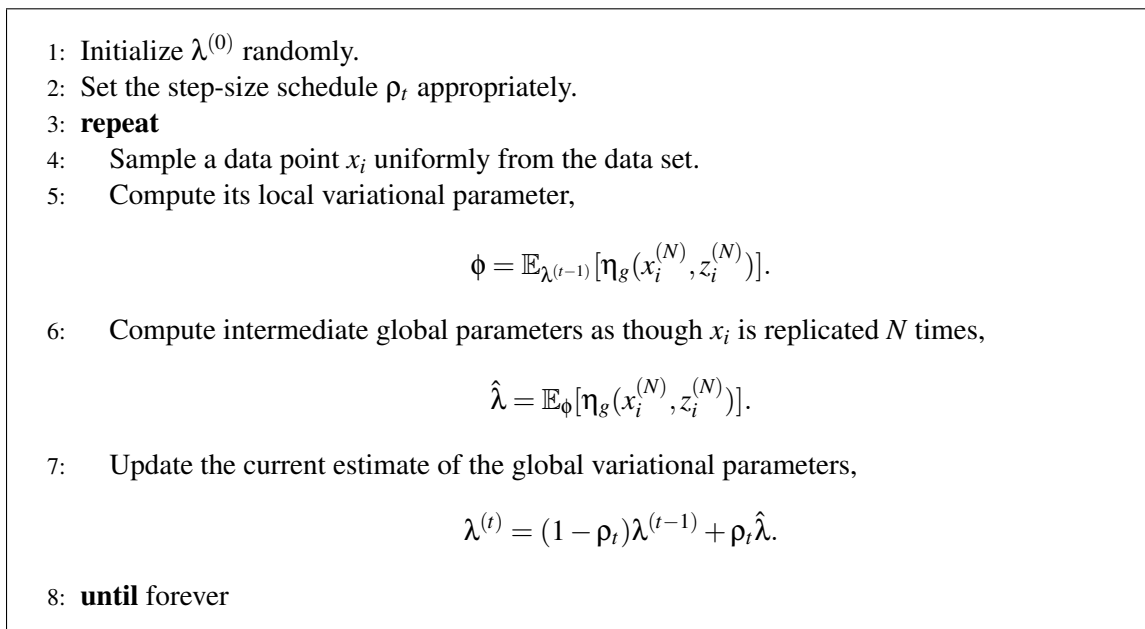 1: Initialize λ^{(0)} randomly.
2: Set the step-size schedule ρ_t appropriately.
3: repeat
4: Sample a data point x_i uniformly from the data set.
5: Compute its local variational parameter,
ϕ = 𝔼_{λ^{(t−1)}}[η_g(x_i^{(N)}, z_i^{(N)})].
6: Compute intermediate global parameters as though x_i is replicated N times,
λ̂ = 𝔼_ϕ[η_g(x_i^{(N)}, z_i^{(N)})].
7: Update the current estimate of the global variational parameters,
λ^{(t)} = (1 − ρ_t)λ^{(t−1)} + ρ_t λ̂.
8: until forever